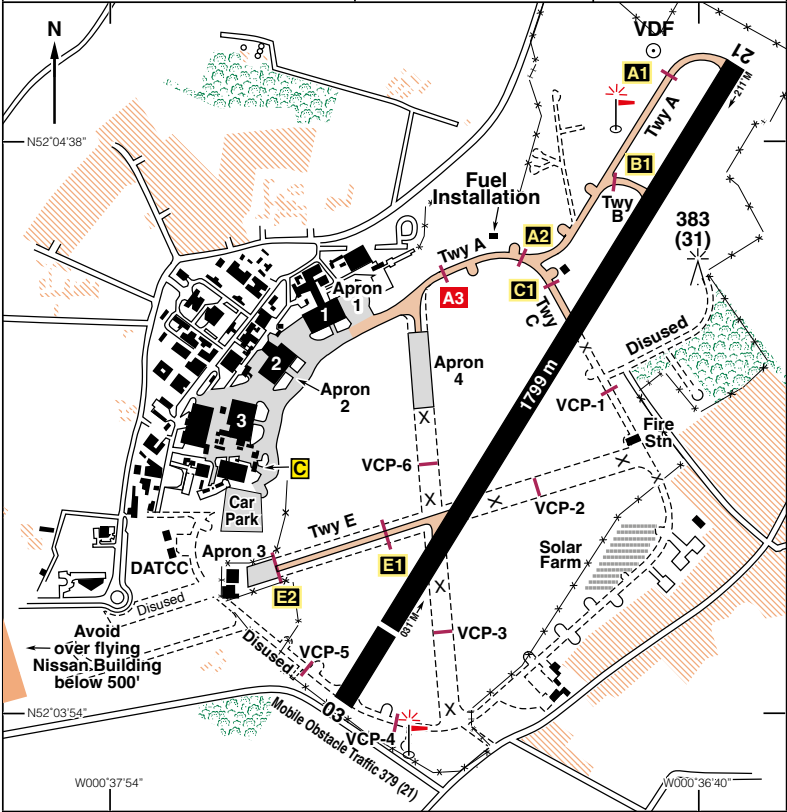 N
VDF
21
A1
211°M
Twy A
N52°04'38"
B1
Fuel
Installation
Twy
B
383
(31)
A2
Twy A
Apron
1
A3
C1
Twy
C
1
Disused
2
Apron
2
Apron
4
1799 m
VCP-1
3
Fire
Stn
C
VCP-6
Car
Park
VCP-2
Twy E
Apron 3
E1
Solar
Farm
DATCC
E2
Disused
Avoid
over flying
Nissan Building
below 500'
031°M
VCP-3
Disused
VCP-5
03
N52°03'54"
Mobile Obstacle Traffic 379 (21)
VCP-4
W000°37'54"
W000°36'40"